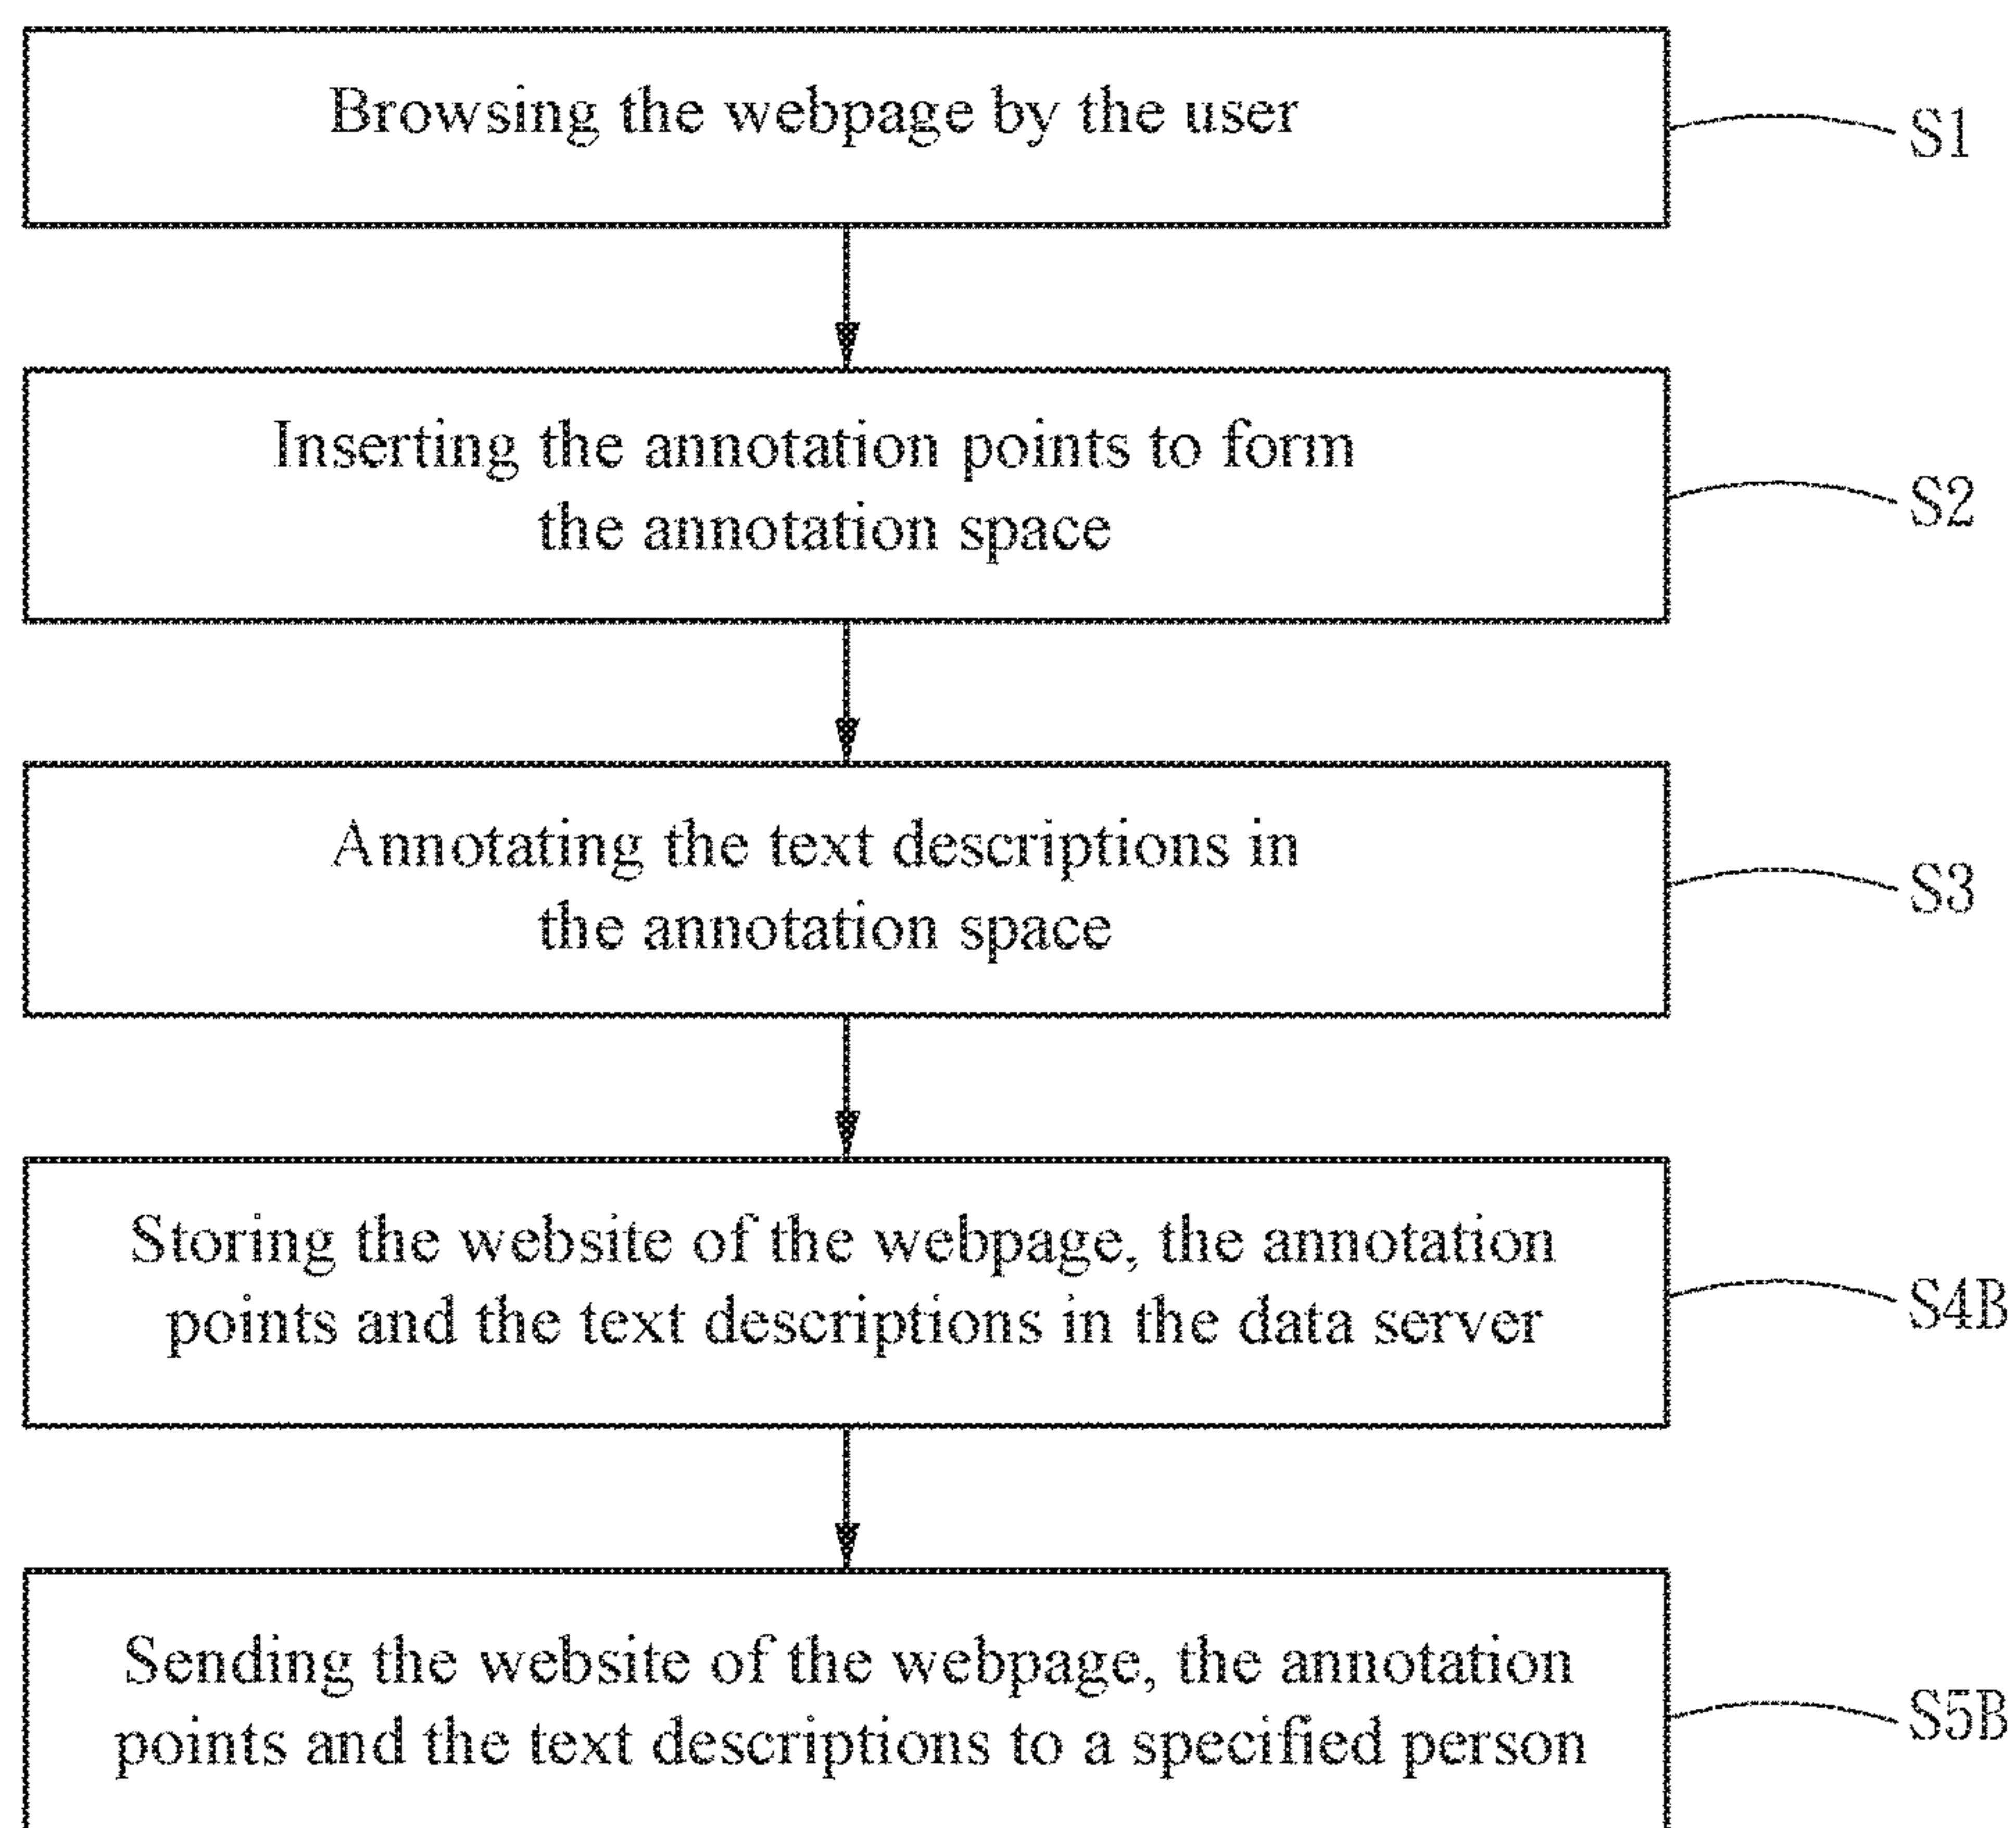 Browsing the webpage by the user
S1
Inserting the annotation points to form
the annotation space
S2
Annotating the text descriptions in
the annotation space
S3
Storing the website of the webpage, the annotation
points and the text descriptions in the data server
S4B
Sending the website of the webpage, the annotation
points and the text descriptions to a specified person
S5B